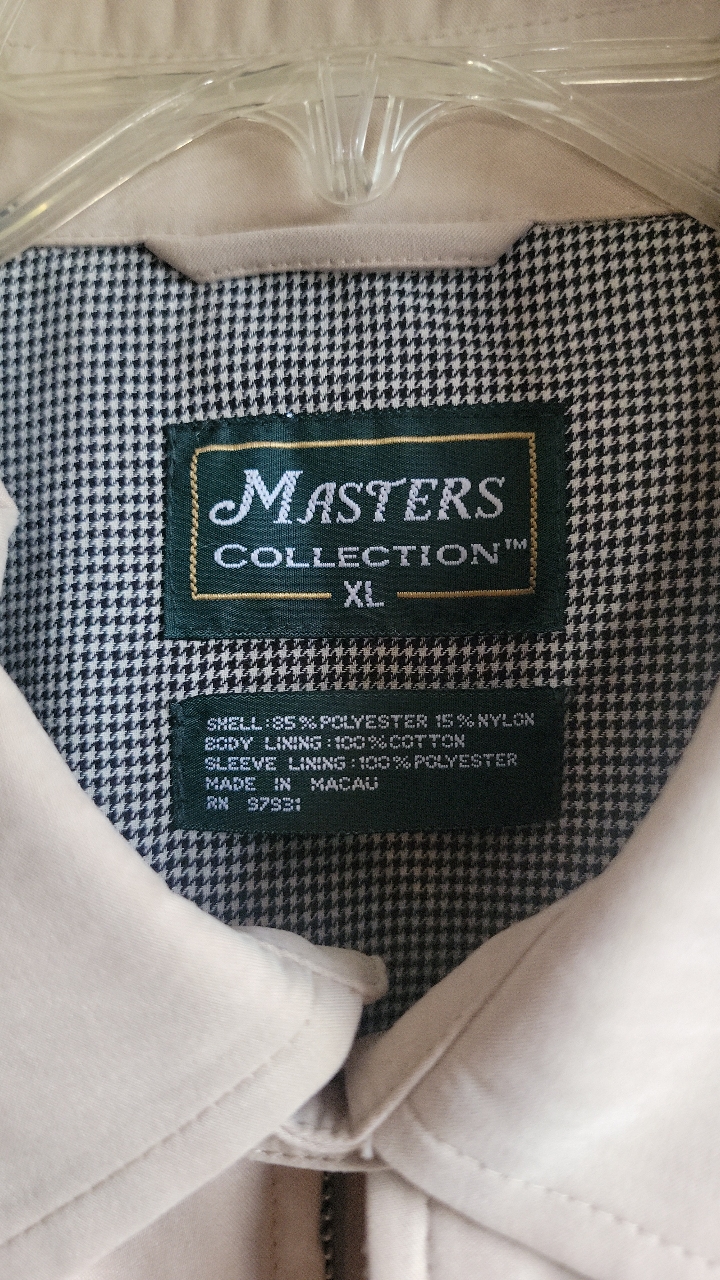 MASTERS
COLLECTION™
XL
SHELL:85%POLYESTER 15%NYLON
BODY LINING:100%COTTON
SLEEVE LINING:100%POLYESTER
MADE IN MACAU
RN 97931